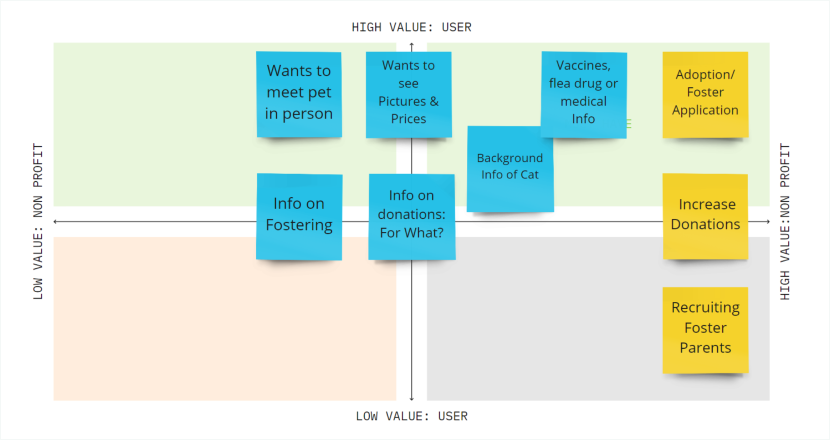 HIGH VALUE: USER
Wants to
meet pet
in person
Wants to
see
Pictures &
Prices
Vaccines,
flea drug or
medical
Info
Adoption/
Foster
Application
E
Background
Info of Cat
Info on
Fostering
Info on
donations:
For What?
Increase
Donations
Recruiting
Foster
Parents
LOW VALUE: NON PROFIT
HIGH VALUE:NON PROFIT
LOW VALUE: USER